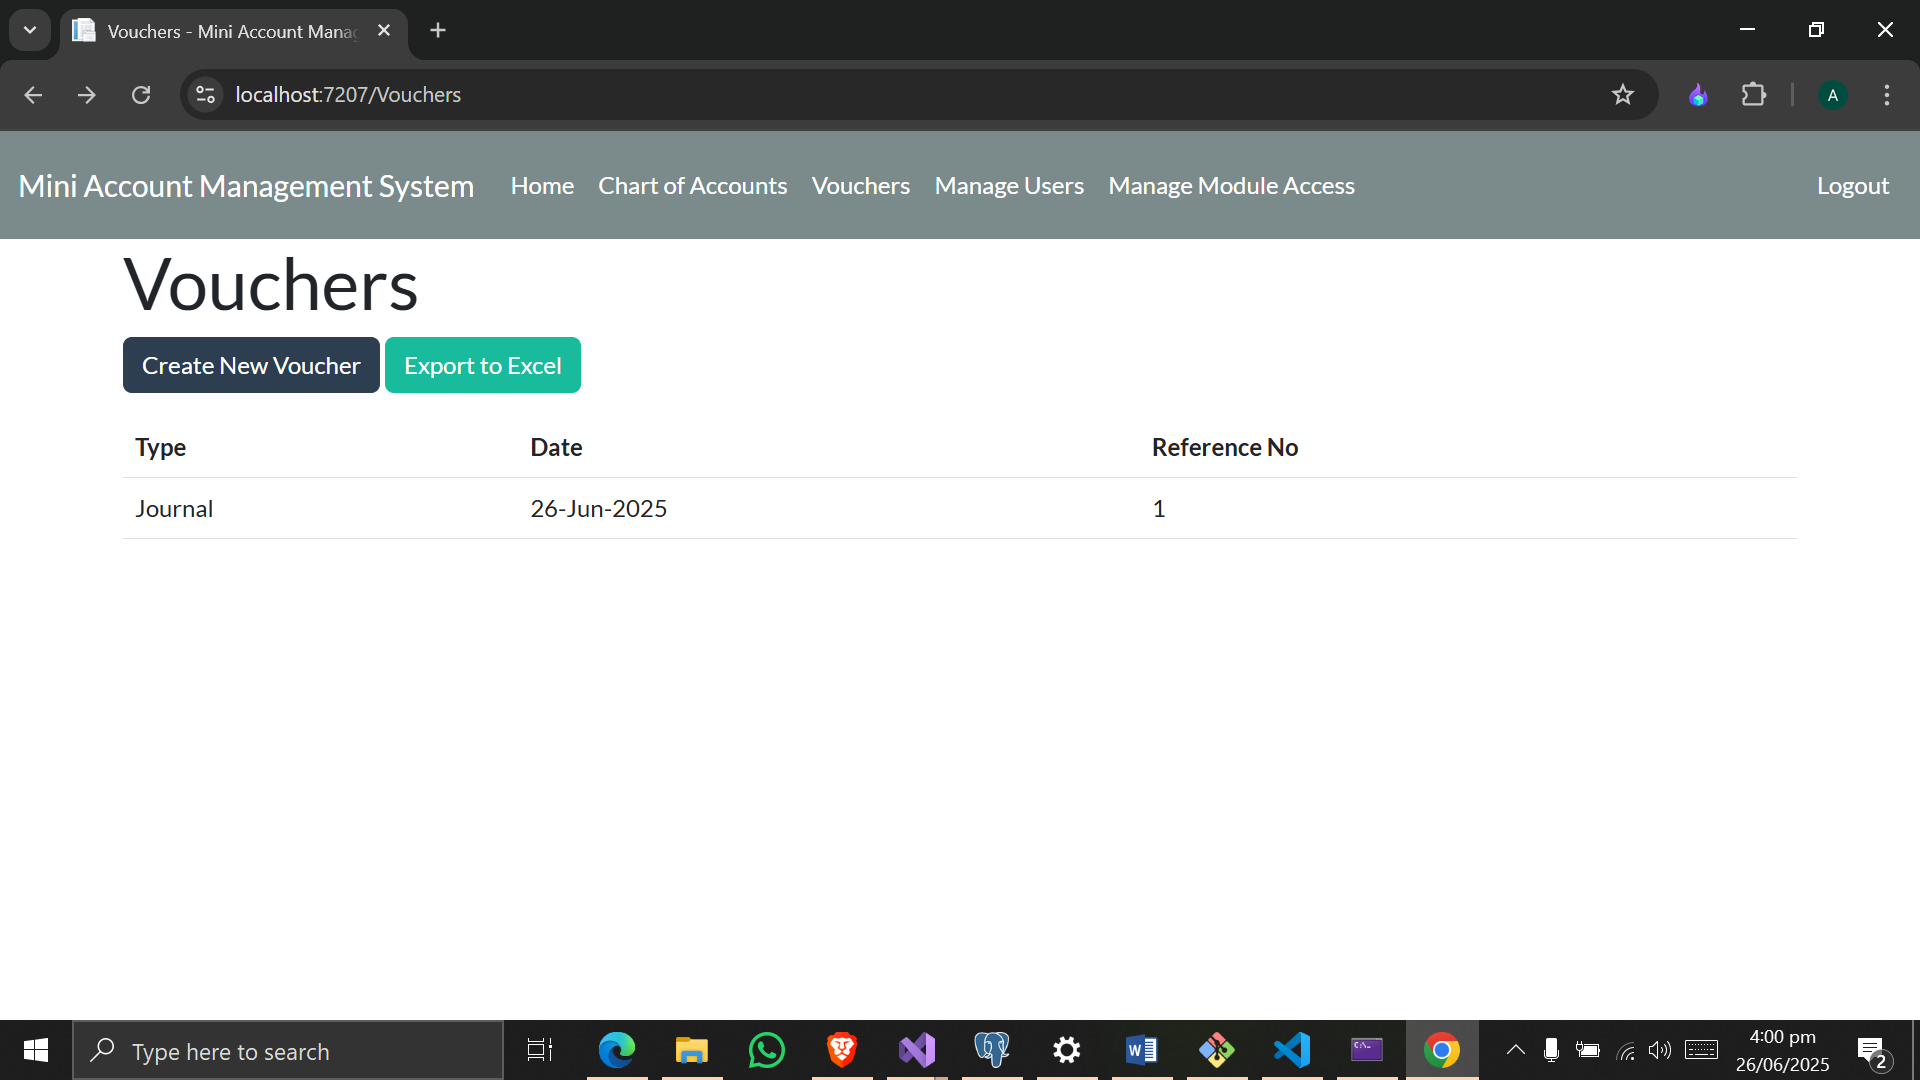 Vouchers - Mini Account Manag
localhost:7207/Vouchers
A
Mini Account Management System Home Chart of Accounts Vouchers Manage Users Manage Module Access Logout
Vouchers
Create New Voucher Export to Excel
Type Date Reference No
Journal 26-Jun-2025 1
Type here to search
4:00 pm
26/06/2025
2